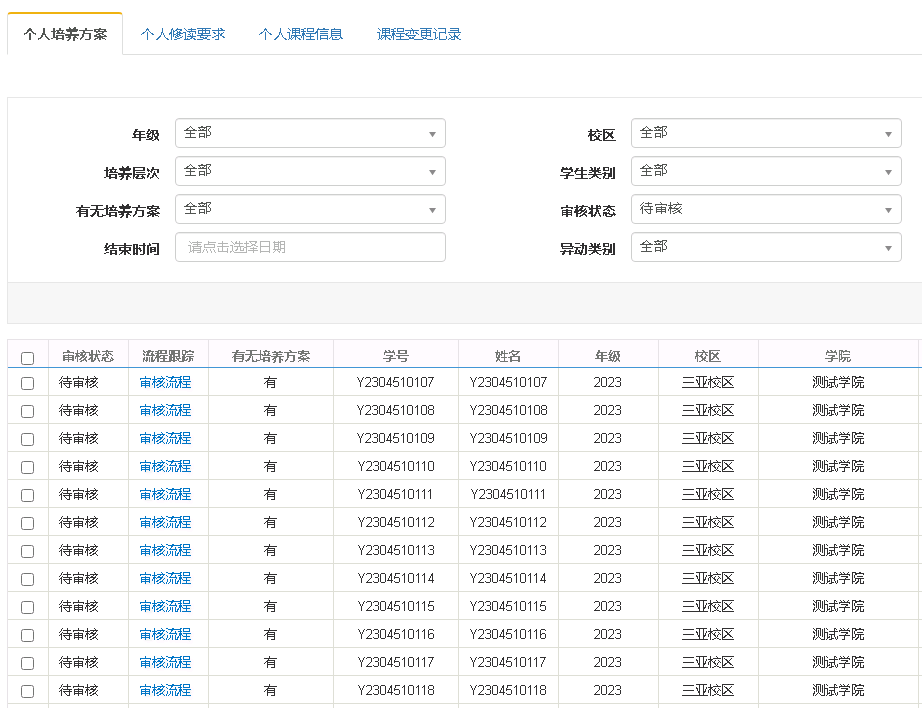 个人培养方案 个人修读要求 个人课程信息 课程变更记录
年级 全部 校区 全部
培养层次 全部 学生类别 全部
有无培养方案 全部 审核状态 待审核
结束时间 请点击选择日期 异动类别 全部
审核状态 流程跟踪 有无培养方案 学号 姓名 年级 校区 学院
待审核 审核流程 有 Y2304510107 Y2304510107 2023 三亚校区 测试学院
待审核 审核流程 有 Y2304510108 Y2304510108 2023 三亚校区 测试学院
待审核 审核流程 有 Y2304510109 Y2304510109 2023 三亚校区 测试学院
待审核 审核流程 有 Y2304510110 Y2304510110 2023 三亚校区 测试学院
待审核 审核流程 有 Y2304510111 Y2304510111 2023 三亚校区 测试学院
待审核 审核流程 有 Y2304510112 Y2304510112 2023 三亚校区 测试学院
待审核 审核流程 有 Y2304510113 Y2304510113 2023 三亚校区 测试学院
待审核 审核流程 有 Y2304510114 Y2304510114 2023 三亚校区 测试学院
待审核 审核流程 有 Y2304510115 Y2304510115 2023 三亚校区 测试学院
待审核 审核流程 有 Y2304510116 Y2304510116 2023 三亚校区 测试学院
待审核 审核流程 有 Y2304510117 Y2304510117 2023 三亚校区 测试学院
待审核 审核流程 有 Y2304510118 Y2304510118 2023 三亚校区 测试学院